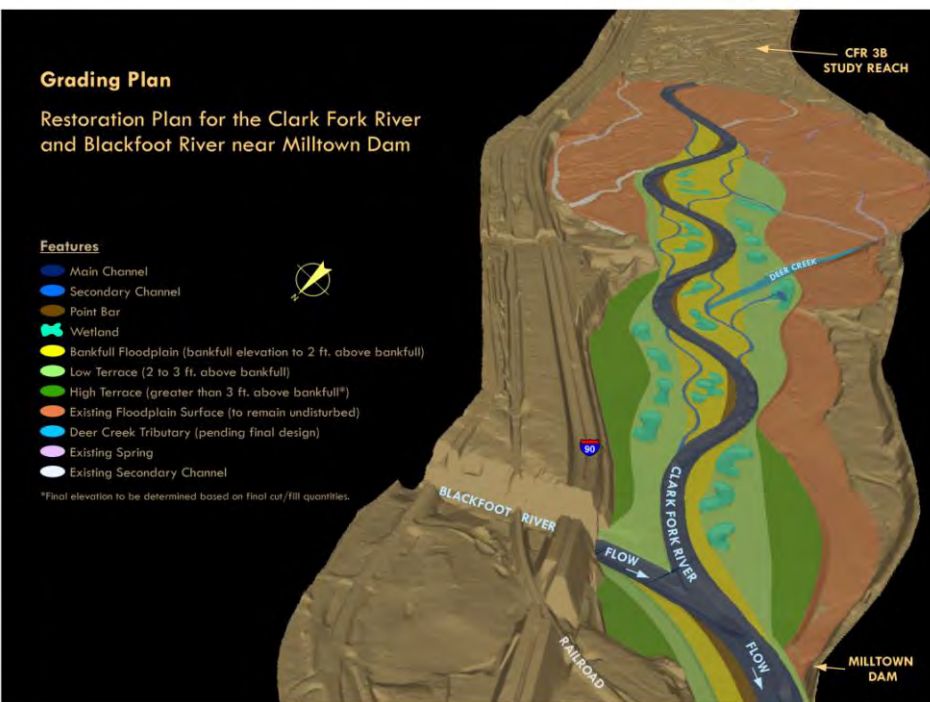 Grading Plan
Restoration Plan for the Clark Fork River
and Blackfoot River near Milltown Dam
Features
Main Channel
Secondary Channel
Point Bar
Wetland
Bankfull Floodplain (bankfull elevation to 2 ft. above bankfull)
Low Terrace (2 to 3 ft. above bankfull)
High Terrace (greater than 3 ft. above bankfull*)
Existing Floodplain Surface (to remain undisturbed)
Deer Creek Tributary (pending final design)
Existing Spring
Existing Secondary Channel
*Final elevation to be determined based on final cut/fill quantities.
N
CFR 3B
STUDY REACH
DEER CREEK
90
BLACKFOOT RIVER
CLARK FORK RIVER
FLOW
RAILROAD
FLOW
MILLTOWN
DAM